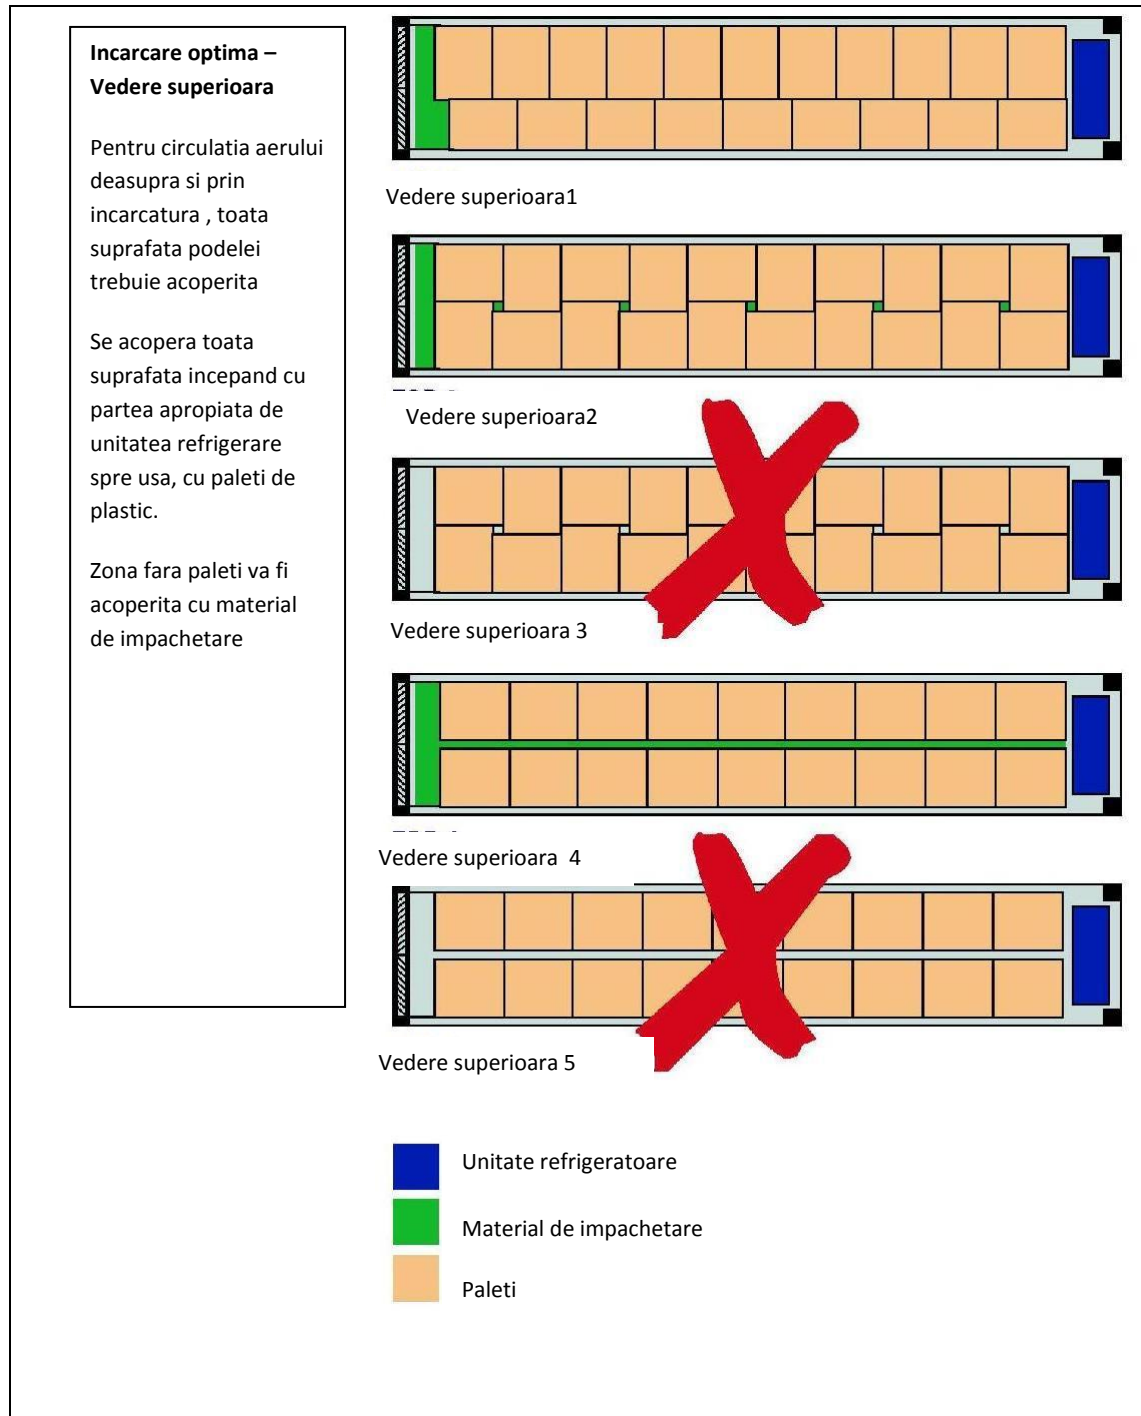 Incarcare optima –
Vedere superioara
Pentru circulatia aerului
deasupra si prin
incarcatura , toata
suprafata podelei
trebuie acoperita
Se acopera toata
suprafata incepand cu
partea apropiata de
unitatea refrigerare
spre usa, cu paleti de
plastic.
Zona fara paleti va fi
acoperita cu material
de impachetare
Vedere superioara1
Vedere superioara2
Vedere superioara 3
Vedere superioara  4
Vedere superioara 5
Unitate refrigeratoare
Material de impachetare
Paleti